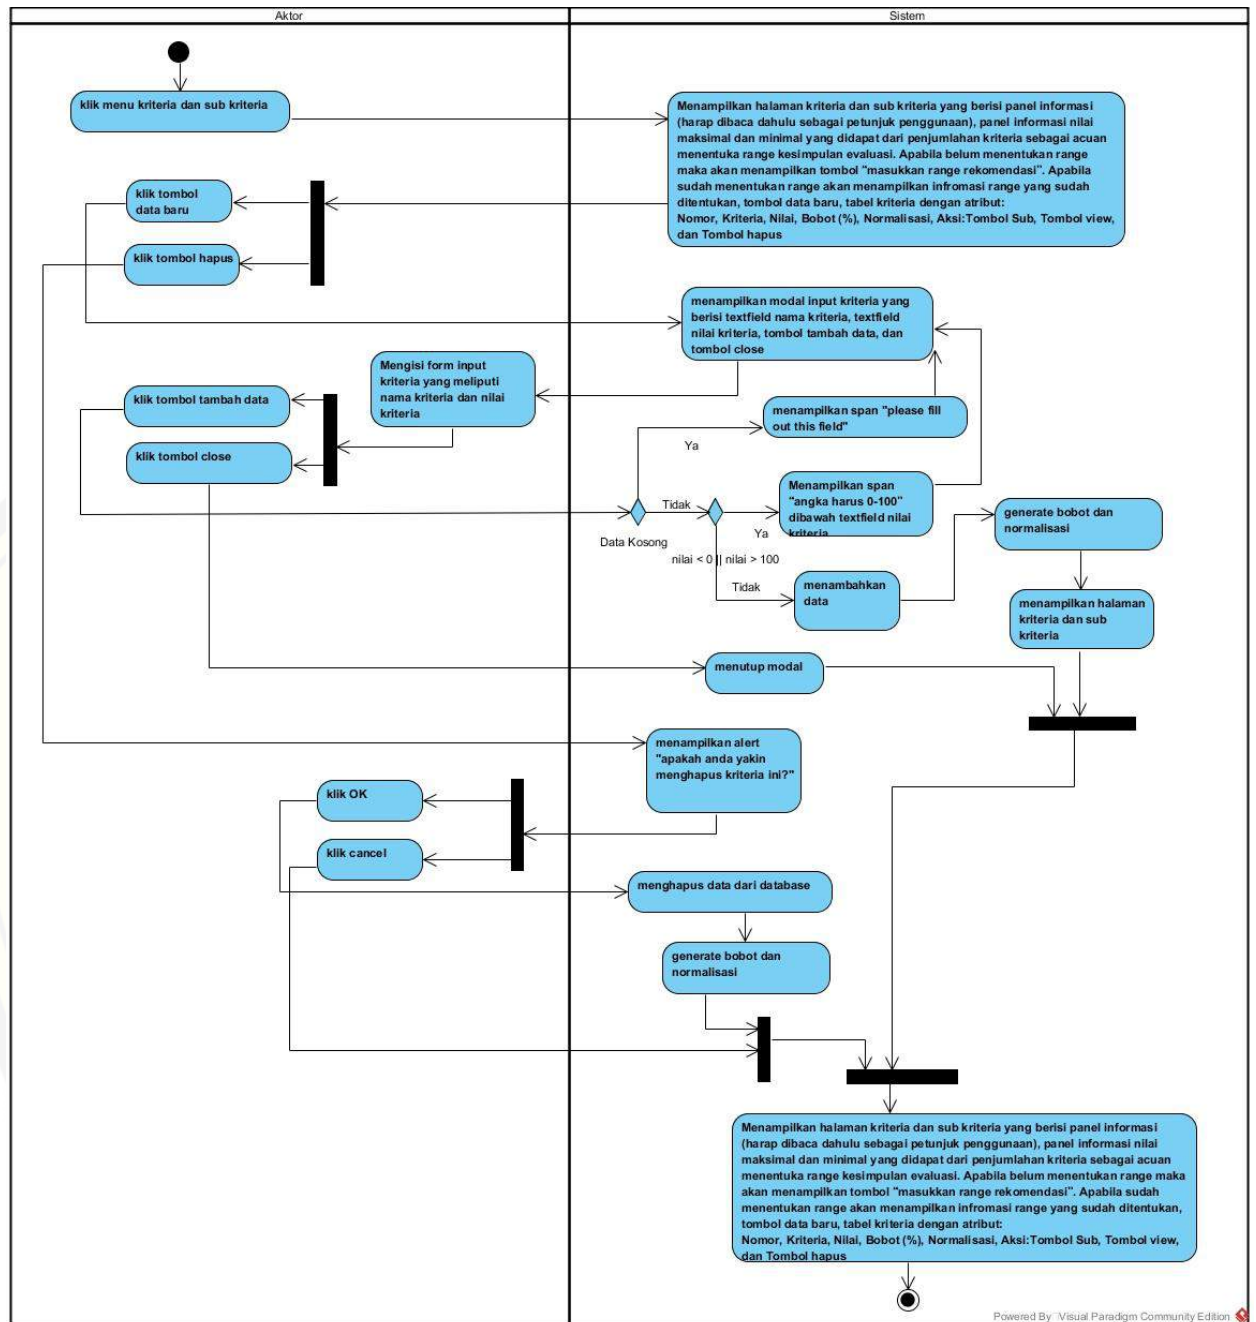 Aktor
Sistem
klik menu kriteria dan sub kriteria
Menampilkan halaman kriteria dan sub kriteria yang berisi panel informasi
(harap dibaca dahulu sebagai petunjuk penggunaan), panel informasi nilai
maksimal dan minimal yang didapat dari penjumlahan kriteria sebagai acuan
menentuka range kesimpulan evaluasi. Apabila belum menentukan range
maka akan menampilkan tombol "masukkan range rekomendasi". Apabila
sudah menentukan range akan menampilkan infromasi range yang sudah
ditentukan, tombol data baru, tabel kriteria dengan atribut:
Nomor, Kriteria, Nilai, Bobot (%), Normalisasi, Aksi:Tombol Sub, Tombol view,
dan Tombol hapus
klik tombol
data baru
klik tombol hapus
menampilkan modal input kriteria yang
berisi textfield nama kriteria, textfield
nilai kriteria, tombol tambah data, dan
tombol close
Mengisi form input
kriteria yang meliputi
nama kriteria dan nilai
kriteria
klik tombol tambah data
klik tombol close
menampilkan span "please fill
out this field"
Ya
Menampilkan span
"angka harus 0-100"
dibawah textfield nilai
kriteria
Tidak
Ya
Data Kosong
nilai < 0 || nilai > 100
Tidak
menambahkan
data
generate bobot dan
normalisasi
menampilkan halaman
kriteria dan sub
kriteria
menutup modal
menampilkan alert
"apakah anda yakin
menghapus kriteria ini?"
klik OK
klik cancel
menghapus data dari database
generate bobot dan
normalisasi
Menampilkan halaman kriteria dan sub kriteria yang berisi panel informasi
(harap dibaca dahulu sebagai petunjuk penggunaan), panel informasi nilai
maksimal dan minimal yang didapat dari penjumlahan kriteria sebagai acuan
menentuka range kesimpulan evaluasi. Apabila belum menentukan range maka
akan menampilkan tombol "masukkan range rekomendasi". Apabila sudah
menentukan range akan menampilkan infromasi range yang sudah ditentukan,
tombol data baru, tabel kriteria dengan atribut:
Nomor, Kriteria, Nilai, Bobot (%), Normalisasi, Aksi:Tombol Sub, Tombol view,
dan Tombol hapus
Powered By Visual Paradigm Community Edition